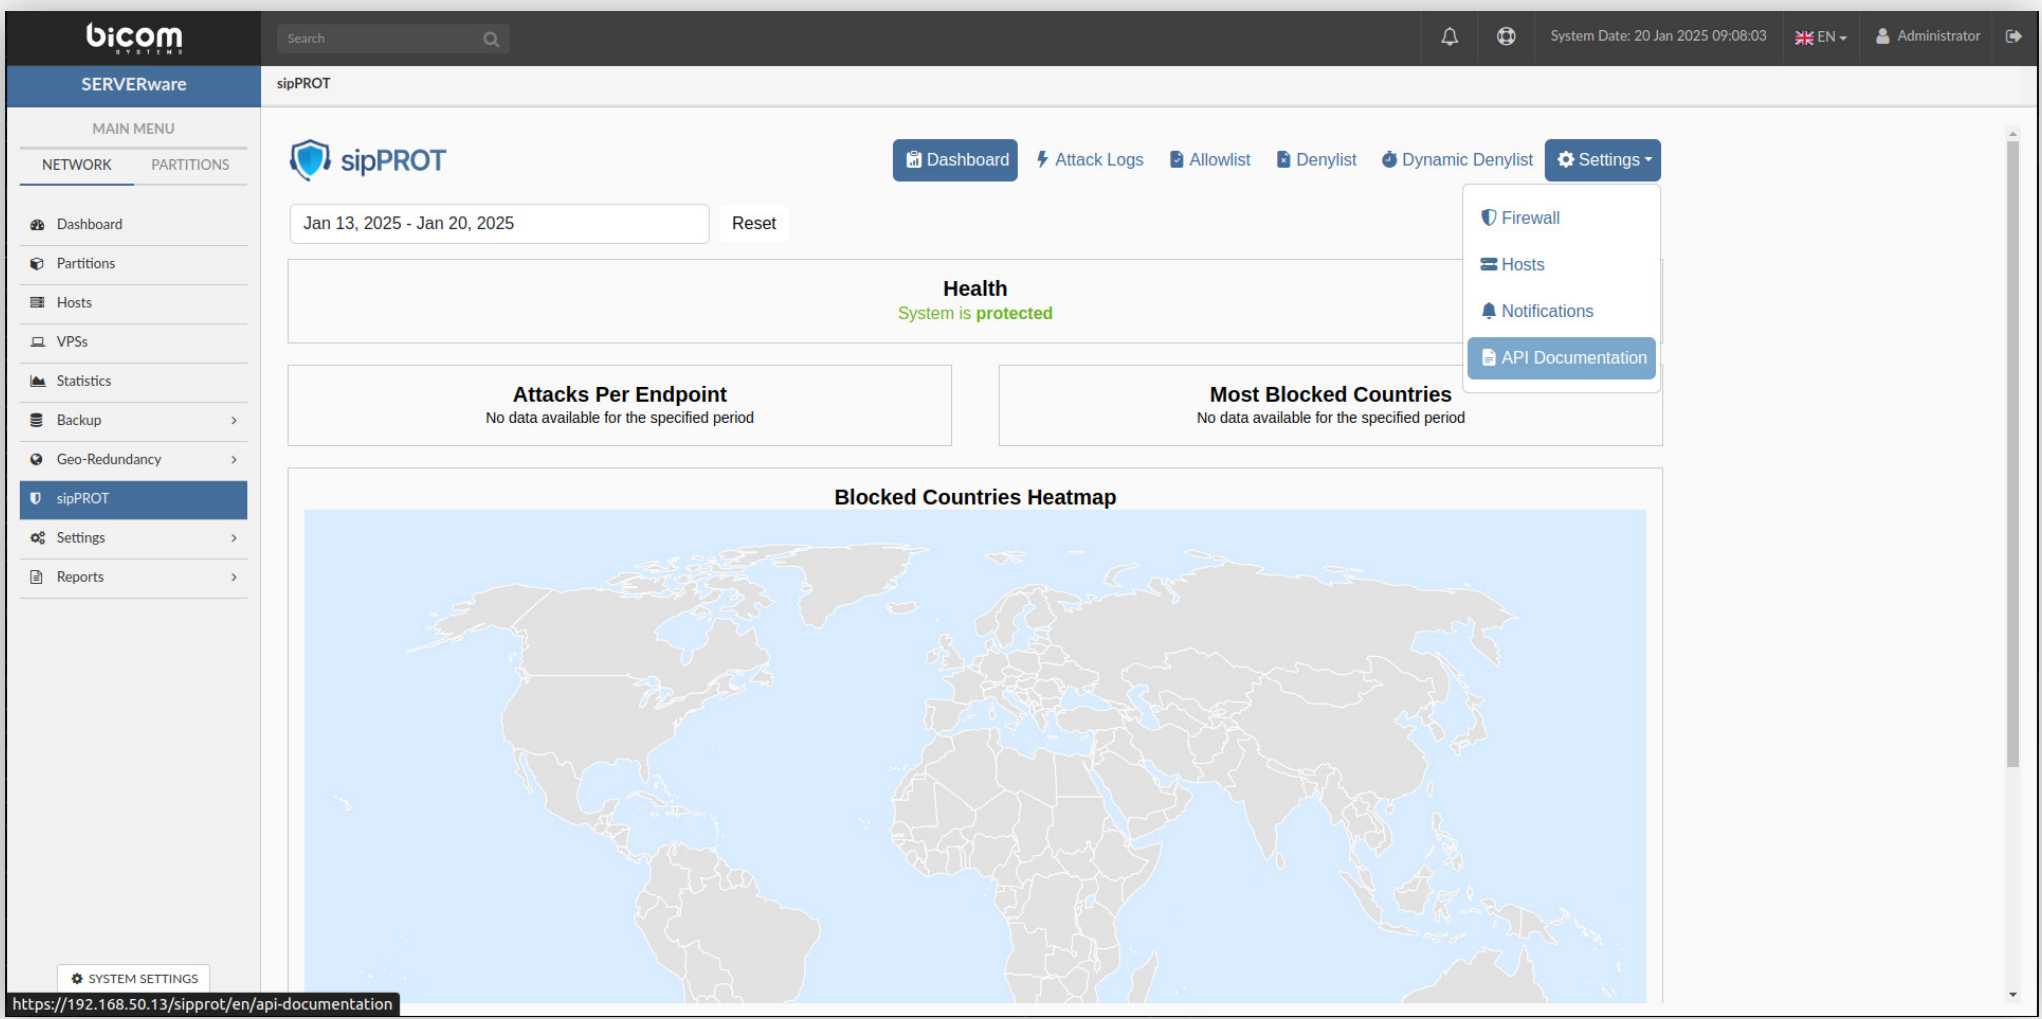 bicom
SYSTEMS
Search
System Date: 20 Jan 2025 09:08:03
EN
Administrator
SERVERware
sipPROT
MAIN MENU
NETWORK PARTITIONS
Dashboard
Partitions
Hosts
VPSs
Statistics
Backup
Geo-Redundancy
sipPROT
Settings
Reports
SYSTEM SETTINGS
sipPROT
Dashboard Attack Logs Allowlist Denylist Dynamic Denylist Settings
Firewall
Hosts
Notifications
API Documentation
Jan 13, 2025 - Jan 20, 2025 Reset
Health
System is protected
Attacks Per Endpoint
No data available for the specified period
Most Blocked Countries
No data available for the specified period
Blocked Countries Heatmap
https://192.168.50.13/sipprot/en/api-documentation